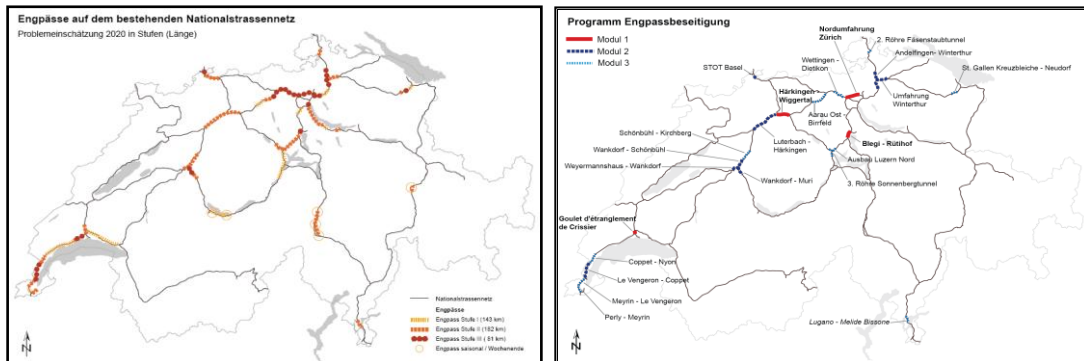 Engpässe auf dem bestehenden Nationalstrassennetz
Problemeinschätzung 2020 in Stufen (Länge)
Nationalstrassennetz
Engpässe
Engpass Stufe I (143 km)
Engpass Stufe II (182 km)
Engpass Stufe III ( 81 km)
Engpass saisonal / Wochenende
N
Programm Engpassbeseitigung
Modul 1
Modul 2
Modul 3
Nordumfahrung
Zürich
2. Röhre Fäsenstaubtunnel
Andelfingen- Winterthur
St. Gallen Kreuzbleiche - Neudorf
Wettingen -
Dietikon
STOT Basel
Härkingen -
Wiggertal
Umfahrung
Winterthur
Aarau Ost -
Birrfeld
Schönbühl - Kirchberg
Luterbach -
Härkingen
Blegi - Rütihof
Wankdorf - Schönbühl
Ausbau Luzern Nord
Weyermannshaus - Wankdorf
Wankdorf - Muri
3. Röhre Sonnenbergtunnel
Goulet d'étranglement
de Crissier
Coppet - Nyon
Le Vengeron - Coppet
Meyrin - Le Vengeron
Perly - Meyrin
Lugano - Melide Bissone
N